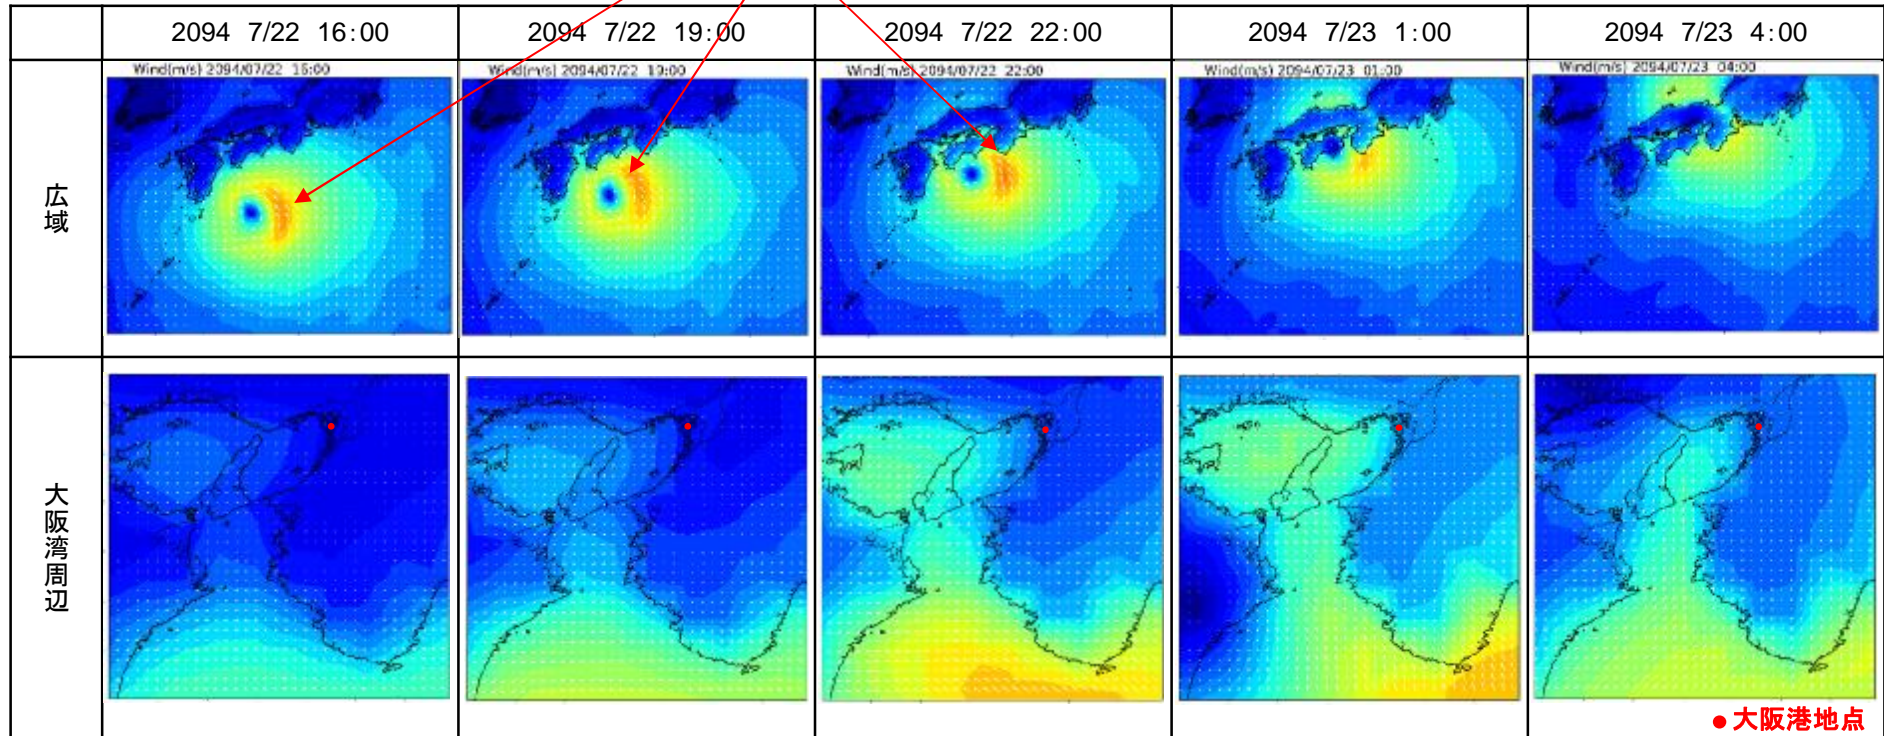 2094 7/22 16:00
2094 7/22 19:00
2094 7/22 22:00
2094 7/23 1:00
2094 7/23 4:00
広域
Wind(m/s) 2094/07/22 16:00
Wind(m/s) 2094/07/22 19:00
Wind(m/s) 2094/07/22 22:00
Wind(m/s) 2094/07/23 01:00
Wind(m/s) 2094/07/23 04:00
大阪湾周辺
●大阪港地点